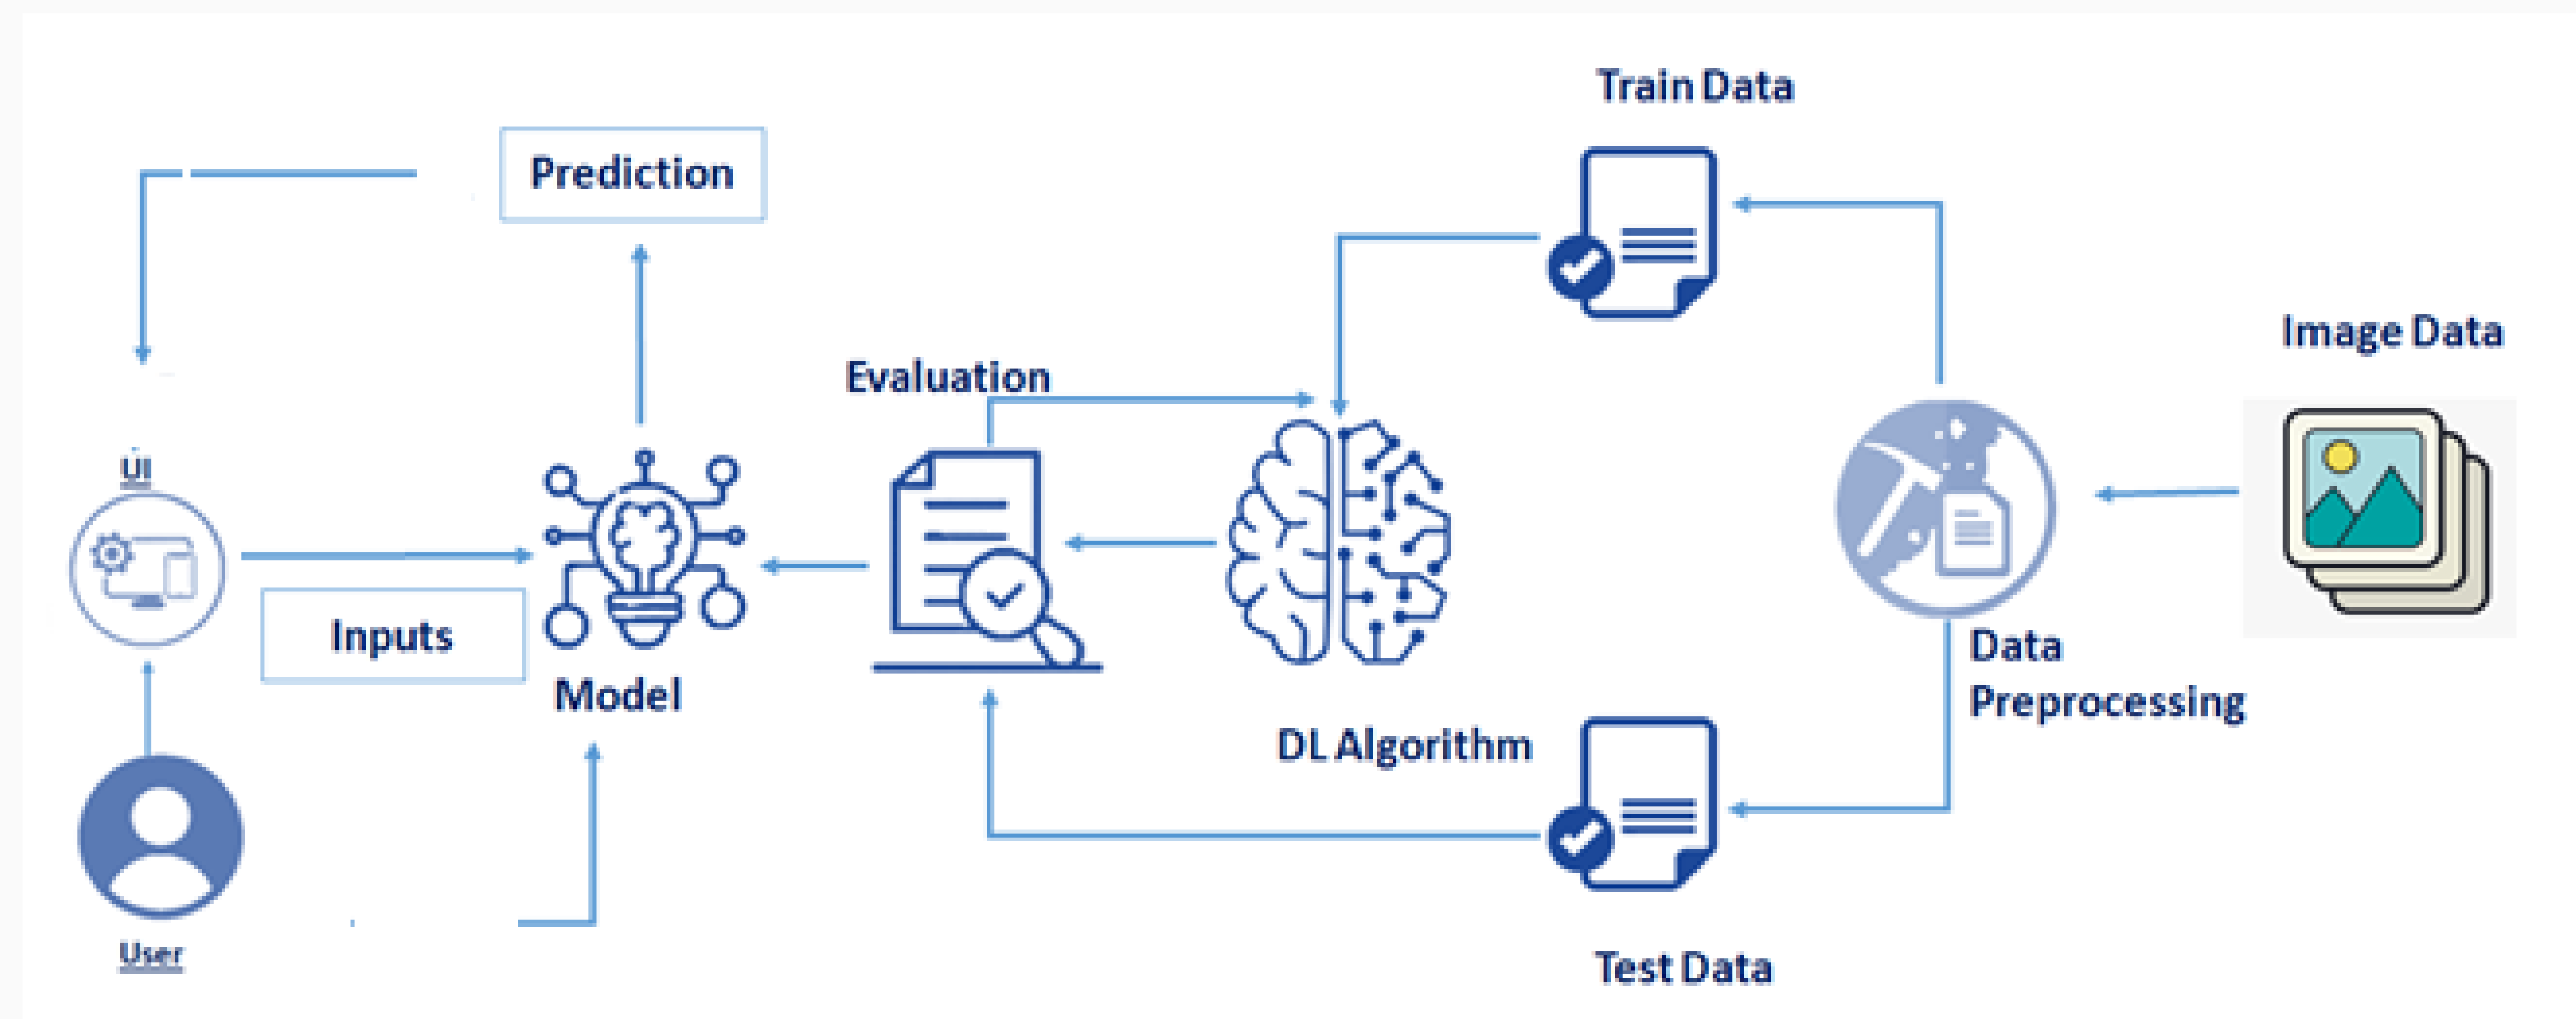 Train Data
Prediction
Image Data
Evaluation
UI
Inputs
Data
Preprocessing
Model
DL Algorithm
User
Test Data